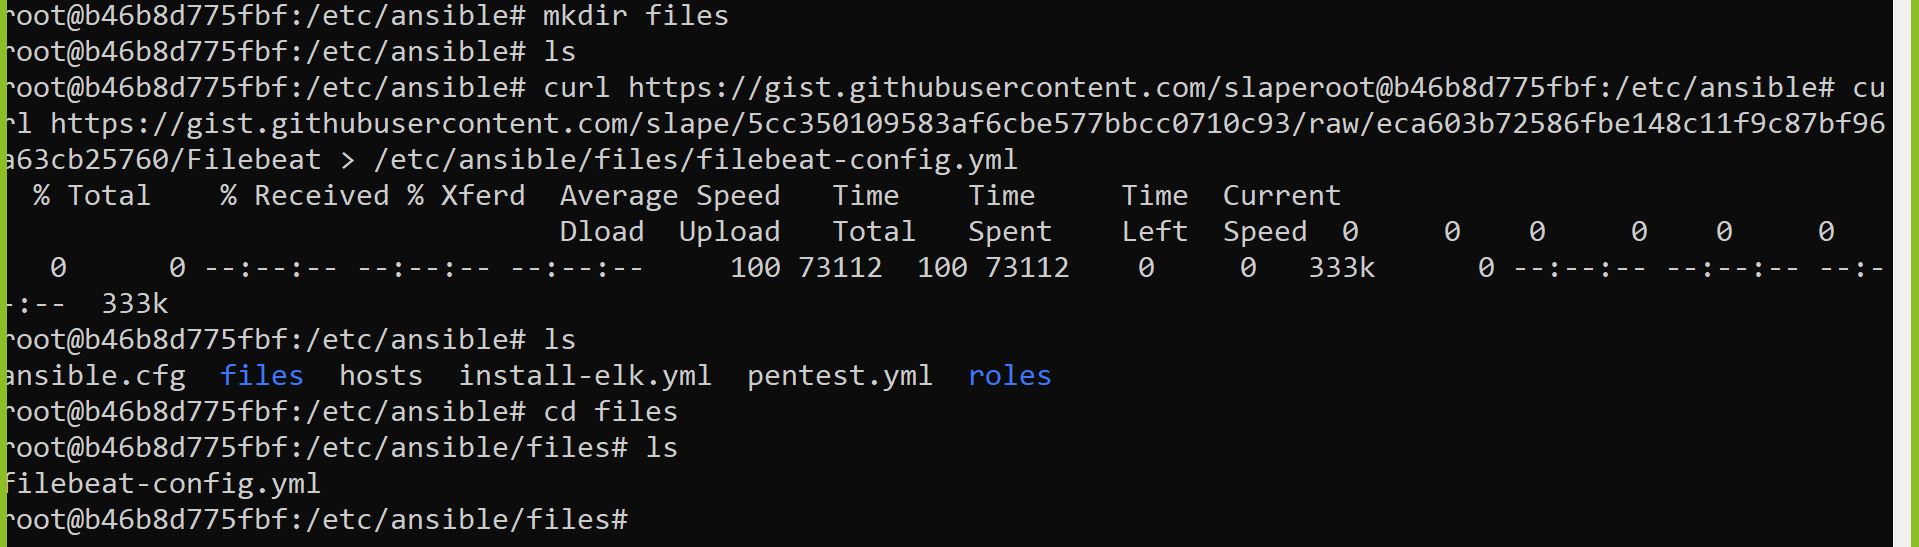 root@b46b8d775fbf:/etc/ansible# mkdir files
root@b46b8d775fbf:/etc/ansible# ls
root@b46b8d775fbf:/etc/ansible# curl https://gist.githubusercontent.com/slaperoot@b46b8d775fbf:/etc/ansible# cu
rl https://gist.githubusercontent.com/slape/5cc350109583af6cbe577bbcc0710c93/raw/eca603b72586fbe148c11f9c87bf96
a63cb25760/Filebeat > /etc/ansible/files/filebeat-config.yml
% Total % Received % Xferd Average Speed Time Time Time Current
Dload Upload Total Spent Left Speed 0 0 0 0 0 0
0 0 --:--:-- --:--:-- --:--:-- 100 73112 100 73112 0 0 333k 0 --:--:-- --:--:-- --:-
-:-- 333k
root@b46b8d775fbf:/etc/ansible# ls
ansible.cfg files hosts install-elk.yml pentest.yml roles
root@b46b8d775fbf:/etc/ansible# cd files
root@b46b8d775fbf:/etc/ansible/files# ls
filebeat-config.yml
root@b46b8d775fbf:/etc/ansible/files#